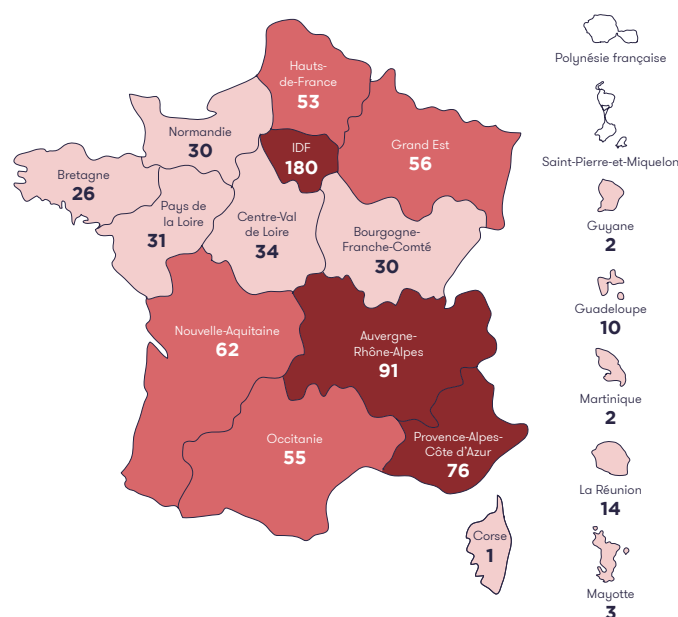 Hauts-
de-France
53
Normandie
30
IDF
180
Grand Est
56
Bretagne
26
Pays de
la Loire
31
Centre-Val
de Loire
34
Bourgogne-
Franche-Comté
30
Nouvelle-Aquitaine
62
Auvergne-
Rhône-Alpes
91
Occitanie
55
Provence-Alpes-
Côte d'Azur
76
Corse
1
Polynésie française
Saint-Pierre-et-Miquelon
Guyane
2
Guadeloupe
10
Martinique
2
La Réunion
14
Mayotte
3